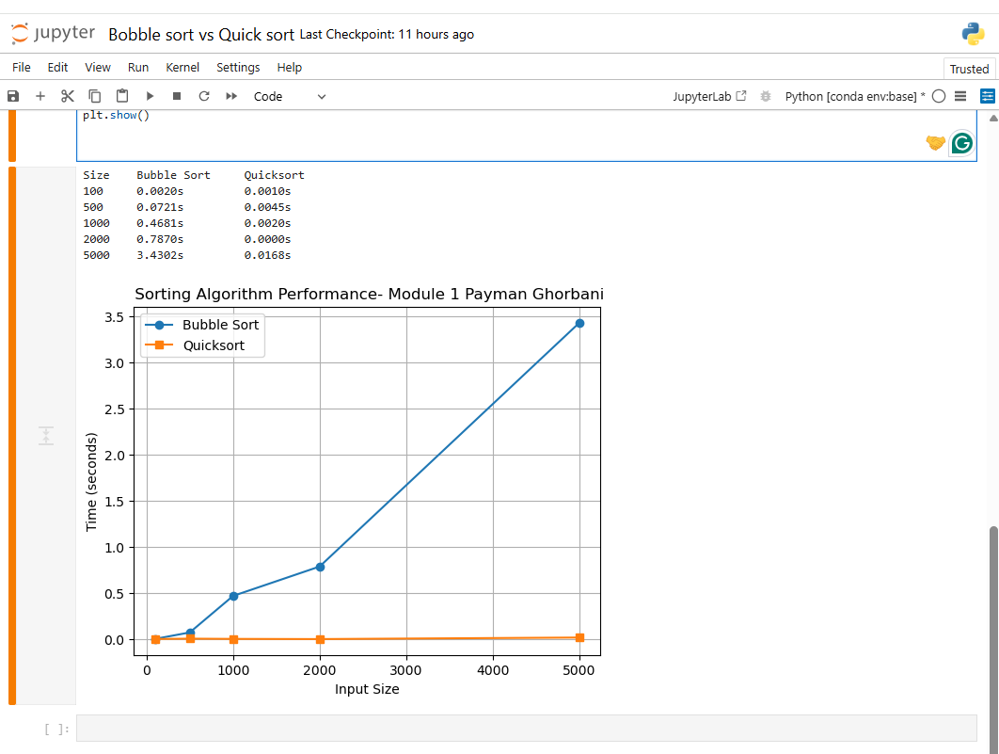 jupyter Bobble sort vs Quick sort Last Checkpoint: 11 hours ago
File Edit View Run Kernel Settings Help
Trusted
Code
JupyterLab
Python [conda env:base] *
plt.show()
G
Size Bubble Sort Quicksort
100 0.0020s 0.0010s
500 0.0721s 0.0045s
1000 0.4681s 0.0020s
2000 0.7870s 0.0000s
5000 3.4302s 0.0168s
Sorting Algorithm Performance- Module 1 Payman Ghorbani
Bubble Sort
Quicksort
3.5
3.0
2.5
2.0
1.5
1.0
0.5
0.0
Time (seconds)
0 1000 2000 3000 4000 5000
Input Size
[ ]: